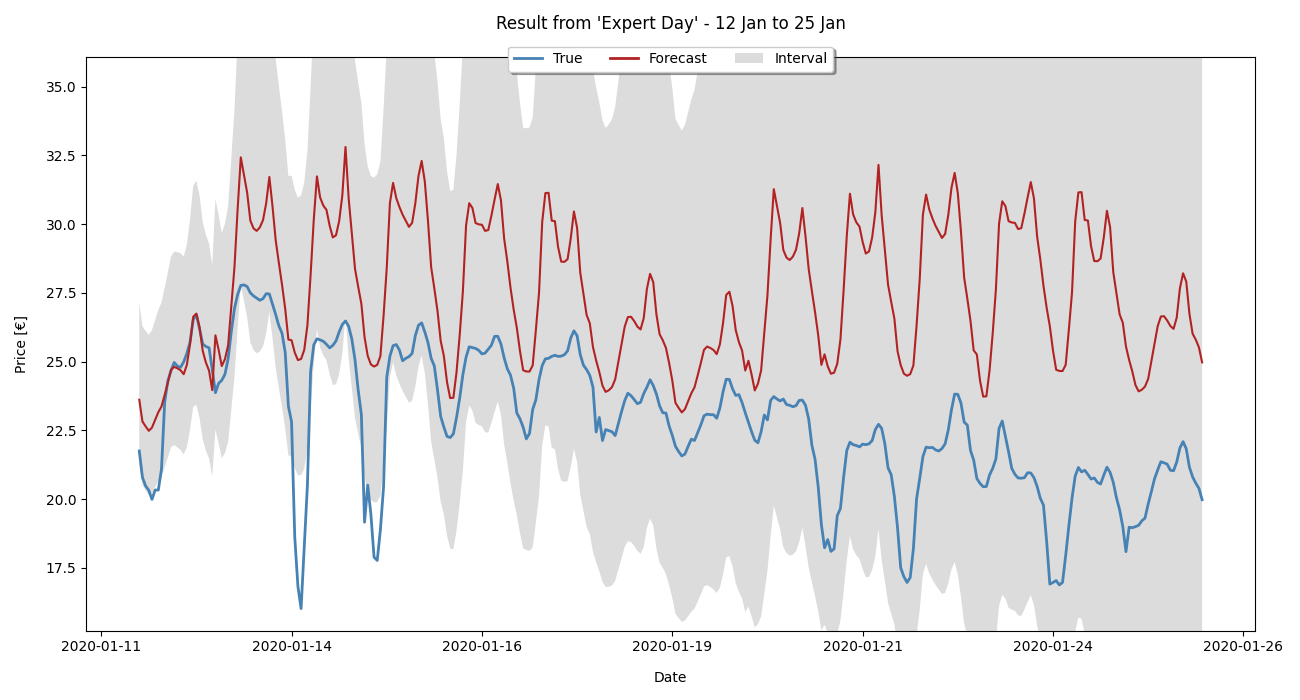 Result from 'Expert Day' - 12 Jan to 25 Jan
True Forecast Interval
35.0
32.5
30.0
27.5
25.0
22.5
20.0
17.5
Price [€]
2020-01-11 2020-01-14 2020-01-16 2020-01-19 2020-01-21 2020-01-24 2020-01-26
Date